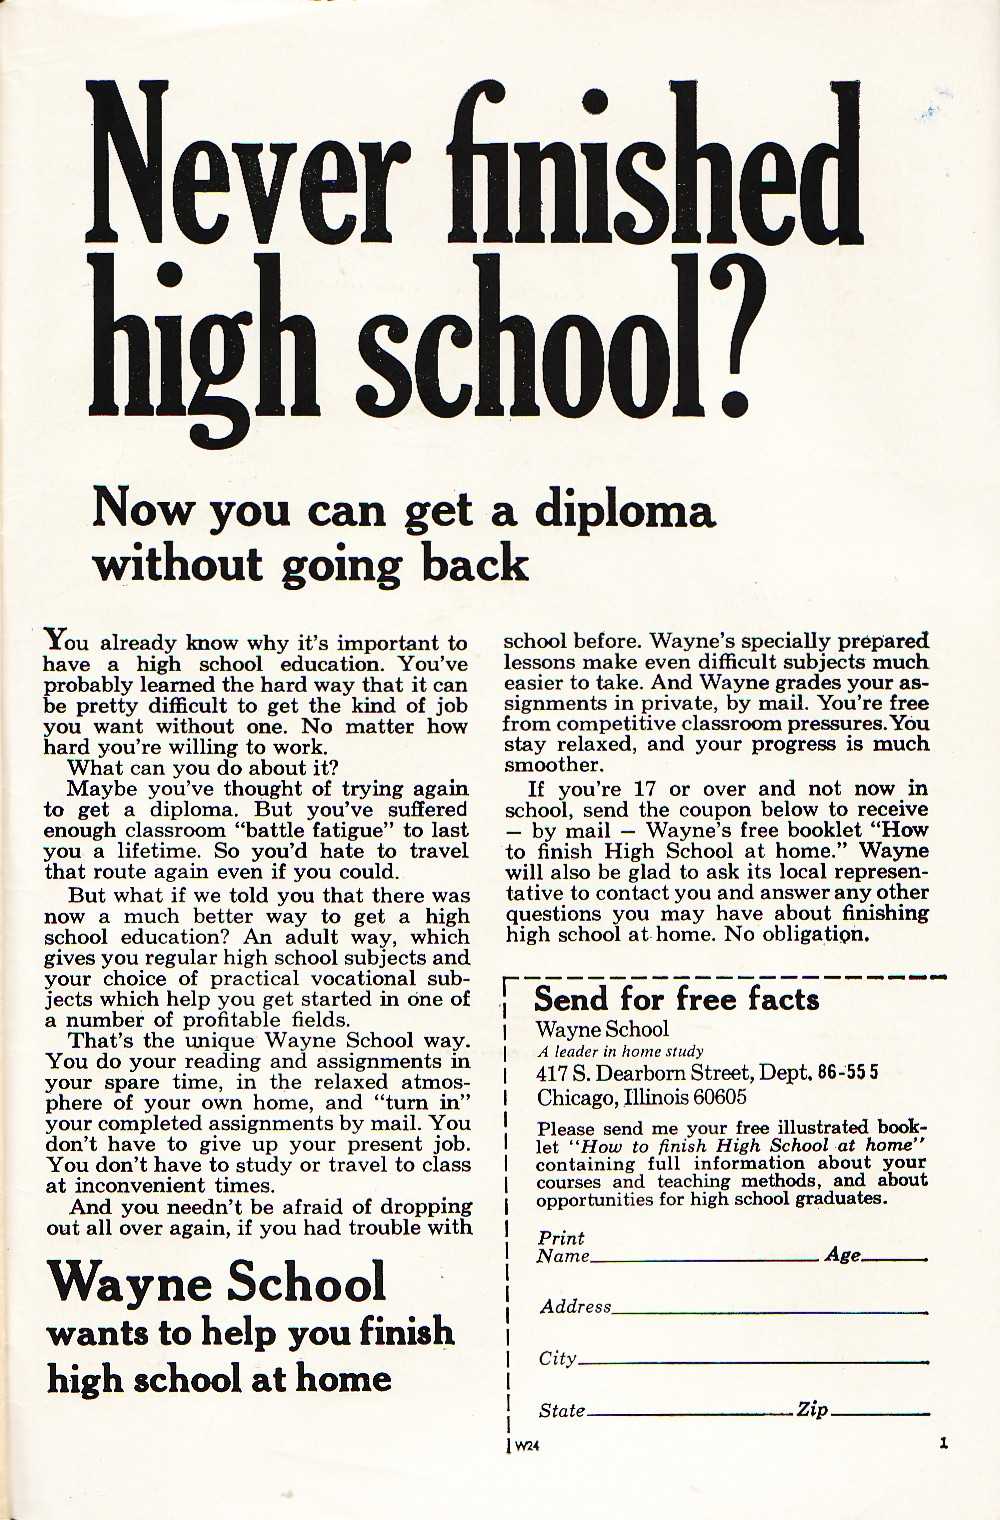 Never finished
high school?
Now you can get a diploma
without going back
You already know why it's important to
have a high school education. You've
probably learned the hard way that it can
be pretty difficult to get the kind of job
you want without one. No matter how
hard you're willing to work.
What can you do about it?
Maybe you've thought of trying again
to get a diploma. But you've suffered
enough classroom "battle fatigue" to last
you a lifetime. So you'd hate to travel
that route again even if you could.
But what if we told you that there was
now a much better way to get a high
school education? An adult way, which
gives you regular high school subjects and
your choice of practical vocational sub-
jects which help you get started in one of
a number of profitable fields.
That's the unique Wayne School way.
You do your reading and assignments in
your spare time, in the relaxed atmos-
phere of your own home, and "turn in"
your completed assignments by mail. You
don't have to give up your present job.
You don't have to study or travel to class
at inconvenient times.
And you needn't be afraid of dropping
out all over again, if you had trouble with
school before. Wayne's specially prepared
lessons make even difficult subjects much
easier to take. And Wayne grades your as-
signments in private, by mail. You're free
from competitive classroom pressures. You
stay relaxed, and your progress is much
smoother.
If you're 17 or over and not now in
school, send the coupon below to receive
— by mail — Wayne's free booklet "How
to finish High School at home." Wayne
will also be glad to ask its local represen-
tative to contact you and answer any other
questions you may have about finishing
high school at home. No obligation.
Wayne School
wants to help you finish
high school at home
Send for free facts
Wayne School
A leader in home study
417 S. Dearborn Street, Dept. 86-555
Chicago, Illinois 60605
Please send me your free illustrated book-
let "How to finish High School at home"
containing full information about your
courses and teaching methods, and about
opportunities for high school graduates.
Print
Name Age
Address
City
State Zip
W24
1